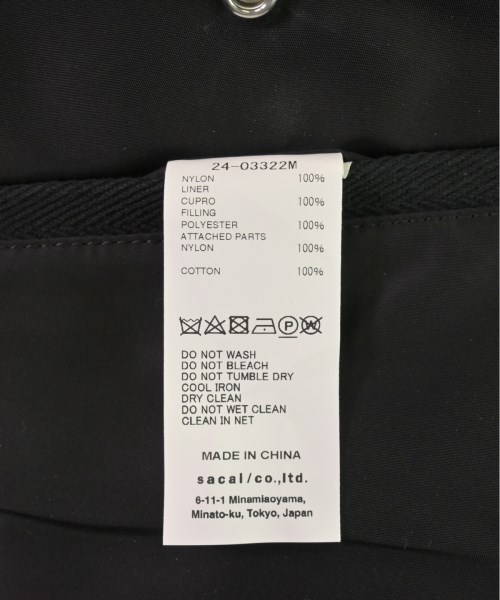 24-03322M
NYLON 100%
LINER
CUPRO 100%
FILLING
POLYESTER 100%
ATTACHED PARTS
NYLON 100%
COTTON 100%
P W
DO NOT WASH
DO NOT BLEACH
DO NOT TUMBLE DRY
COOL IRON
DRY CLEAN
DO NOT WET CLEAN
CLEAN IN NET
MADE IN CHINA
sacai/co.,ltd.
6-11-1 Minamiaoyama,
Minato-ku, Tokyo, Japan